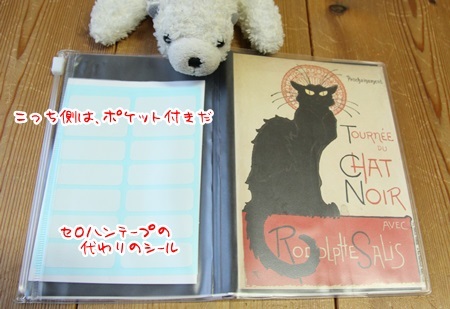 こっち側は、ポケット付きだ
セロハンテープの
代わりのシール
TOURNÉE
DU
CHAT
NOIR
AVEC
RODOLPHE SALIS